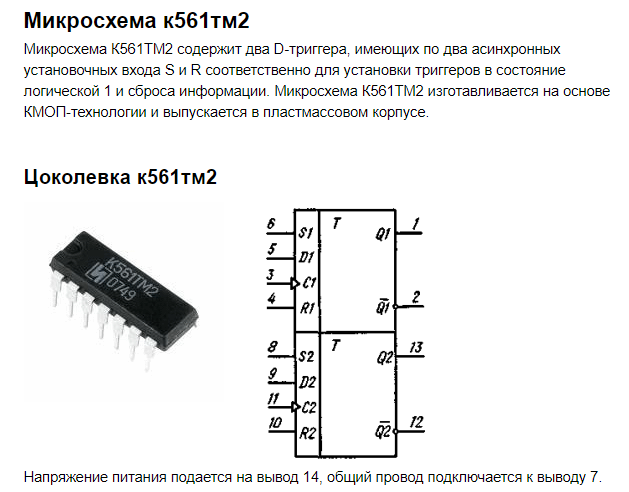 Микросхема к561тм2
Микросхема К561ТМ2 содержит два D-триггера, имеющих по два асинхронных
установочных входа S и R соответственно для установки триггеров в состояние
логической 1 и сброса информации. Микросхема К561ТМ2 изготавливается на основе
КМОП-технологии и выпускается в пластмассовом корпусе.
Цоколевка к561тм2
К561ТМ2
0749
6 S1 T Q1 1
5 D1
3 C1
4 R1 Q̅1 2
8 S2 T Q2 13
9 D2
11 C2
10 R2 Q̅2 12
Напряжение питания подается на вывод 14, общий провод подключается к выводу 7.